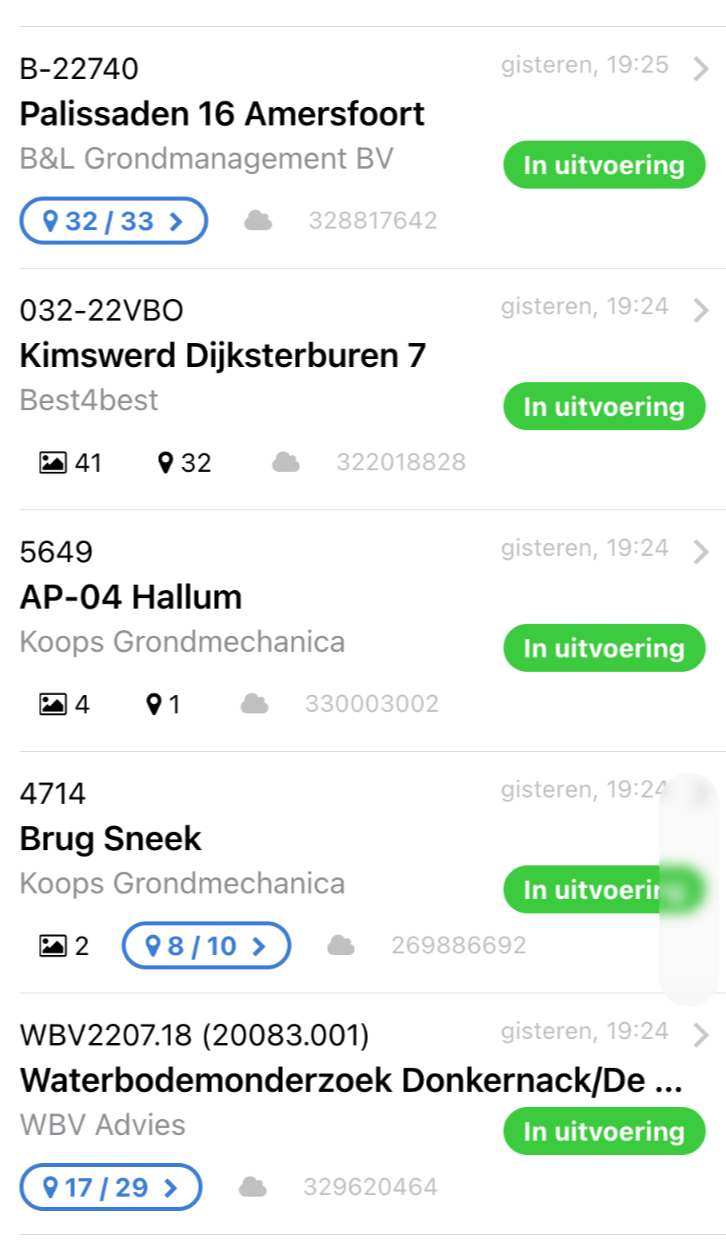 B-22740 gisteren, 19:25
Palissaden 16 Amersfoort
B&L Grondmanagement BV
In uitvoering
32 / 33 328817642
032-22VBO gisteren, 19:24
Kimswerd Dijksterburen 7
Best4best
In uitvoering
41 32 322018828
5649 gisteren, 19:24
AP-04 Hallum
Koops Grondmechanica
In uitvoering
4 1 330003002
4714 gisteren, 19:24
Brug Sneek
Koops Grondmechanica
In uitvoering
2 8 / 10 269886692
WBV2207.18 (20083.001) gisteren, 19:24
Waterbodemonderzoek Donkernack/De ...
WBV Advies
In uitvoering
17 / 29 329620464